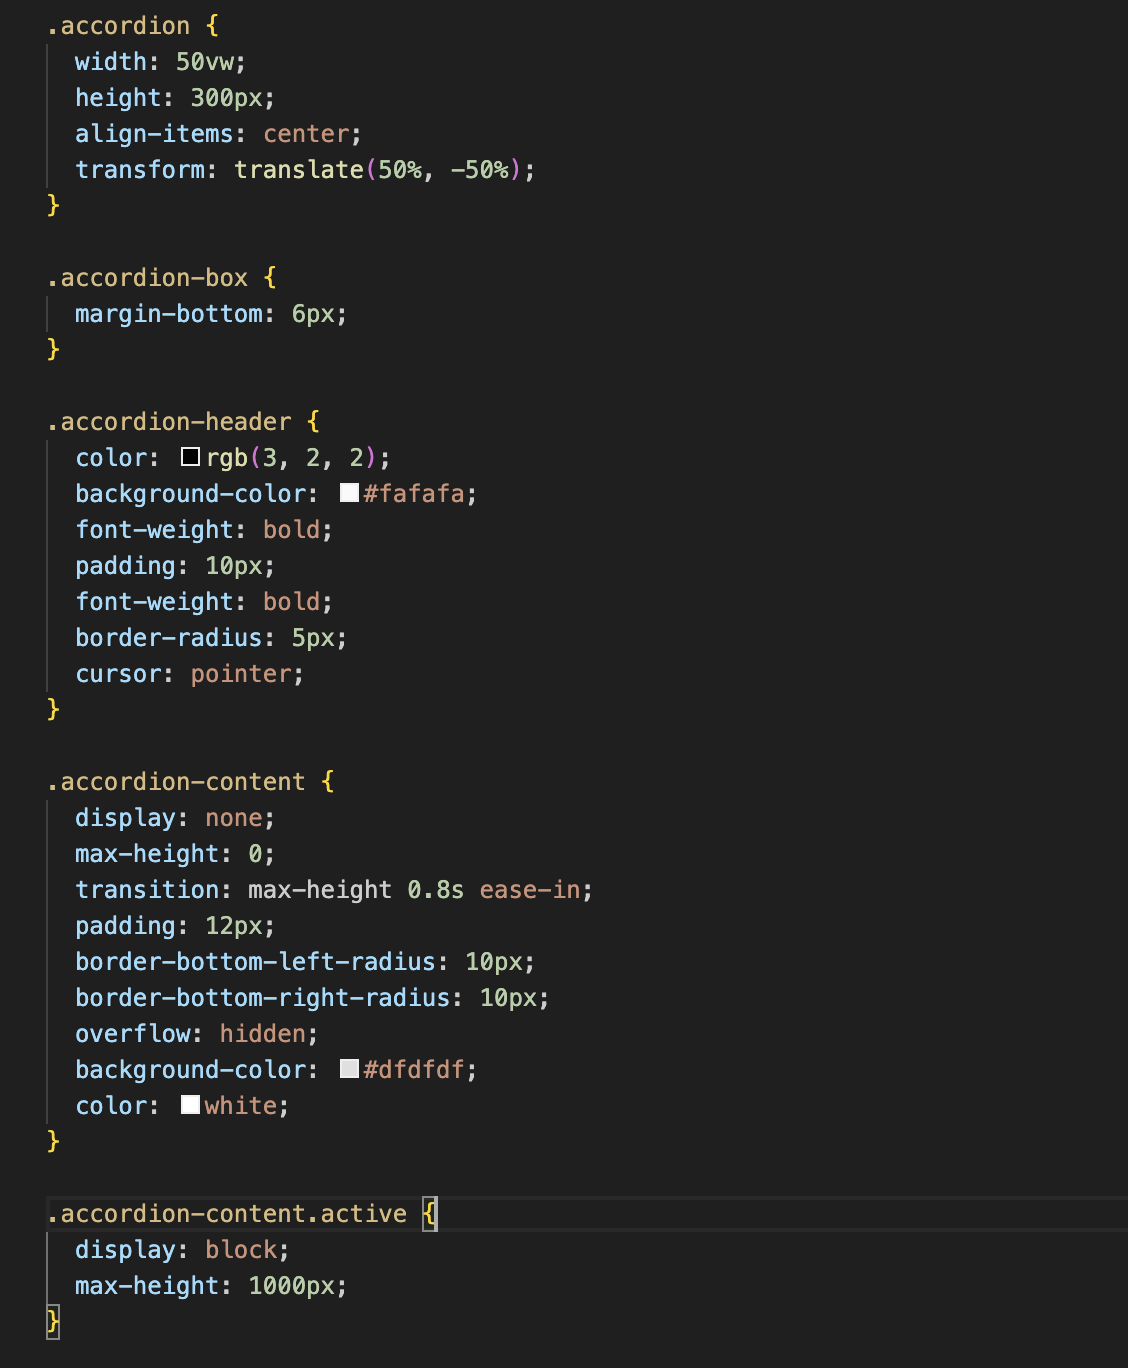 .accordion {
width: 50vw;
height: 300px;
align-items: center;
transform: translate(50%, -50%);
}
.accordion-box {
margin-bottom: 6px;
}
.accordion-header {
color: rgb(3, 2, 2);
background-color: #fafafa;
font-weight: bold;
padding: 10px;
font-weight: bold;
border-radius: 5px;
cursor: pointer;
}
.accordion-content {
display: none;
max-height: 0;
transition: max-height 0.8s ease-in;
padding: 12px;
border-bottom-left-radius: 10px;
border-bottom-right-radius: 10px;
overflow: hidden;
background-color: #dfdfdf;
color: white;
}
.accordion-content.active {
display: block;
max-height: 1000px;
}